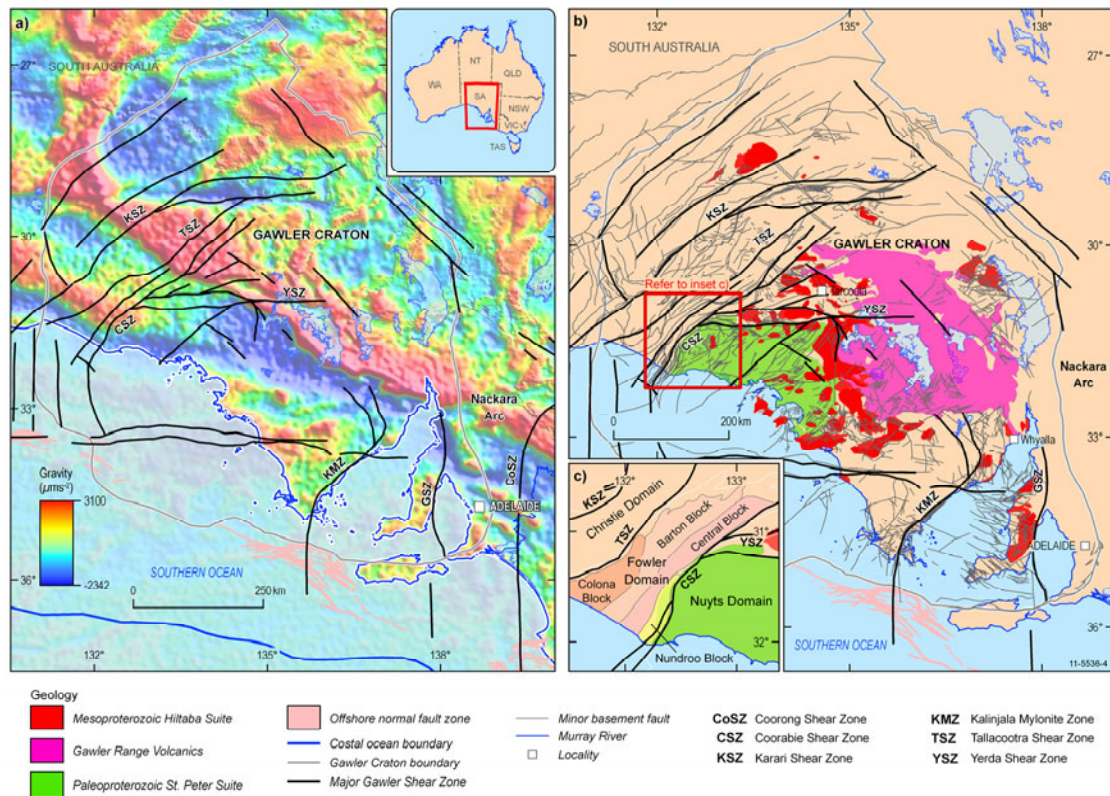 a)
132
135
138
27
30
33
36
SOUTH AUSTRALIA
KSZ
TSZ
GAWLER CRATON
YSZ
CSZ
Nackara
Arc
KMZ
GSZ
CoSZ
ADELAIDE
Gravity
(µms⁻²)
3100
-2342
SOUTHERN OCEAN
0
250 km
132°
135°
138°
WA
NT
QLD
SA
NSW
VIC
TAS
b)
132°
135°
138°
27°
SOUTH AUSTRALIA
KSZ
TSZ
30°
GAWLER CRATON
Refer to inset c)
Tarcoola
YSZ
CSZ
Nackara
Arc
33°
0
200 km
Whyalla
KMZ
GSZ
ADELAIDE
36°
SOUTHERN OCEAN
138°
11-5536-4
c)
132°
133°
KSZ
Christie Domain
TSZ
Barton Block
Central Block
31°
YSZ
Fowler
Domain
CSZ
Colona
Block
Nuyts Domain
32°
Nundroo Block
Geology
Mesoproterozoic Hiltaba Suite
Gawler Range Volcanics
Paleoproterozoic St. Peter Suite
Offshore normal fault zone
Costal ocean boundary
Gawler Craton boundary
Major Gawler Shear Zone
Minor basement fault
Murray River
Locality
CoSZ Coorong Shear Zone
CSZ Coorabie Shear Zone
KSZ Karari Shear Zone
KMZ Kalinjala Mylonite Zone
TSZ Tallacootra Shear Zone
YSZ Yerda Shear Zone